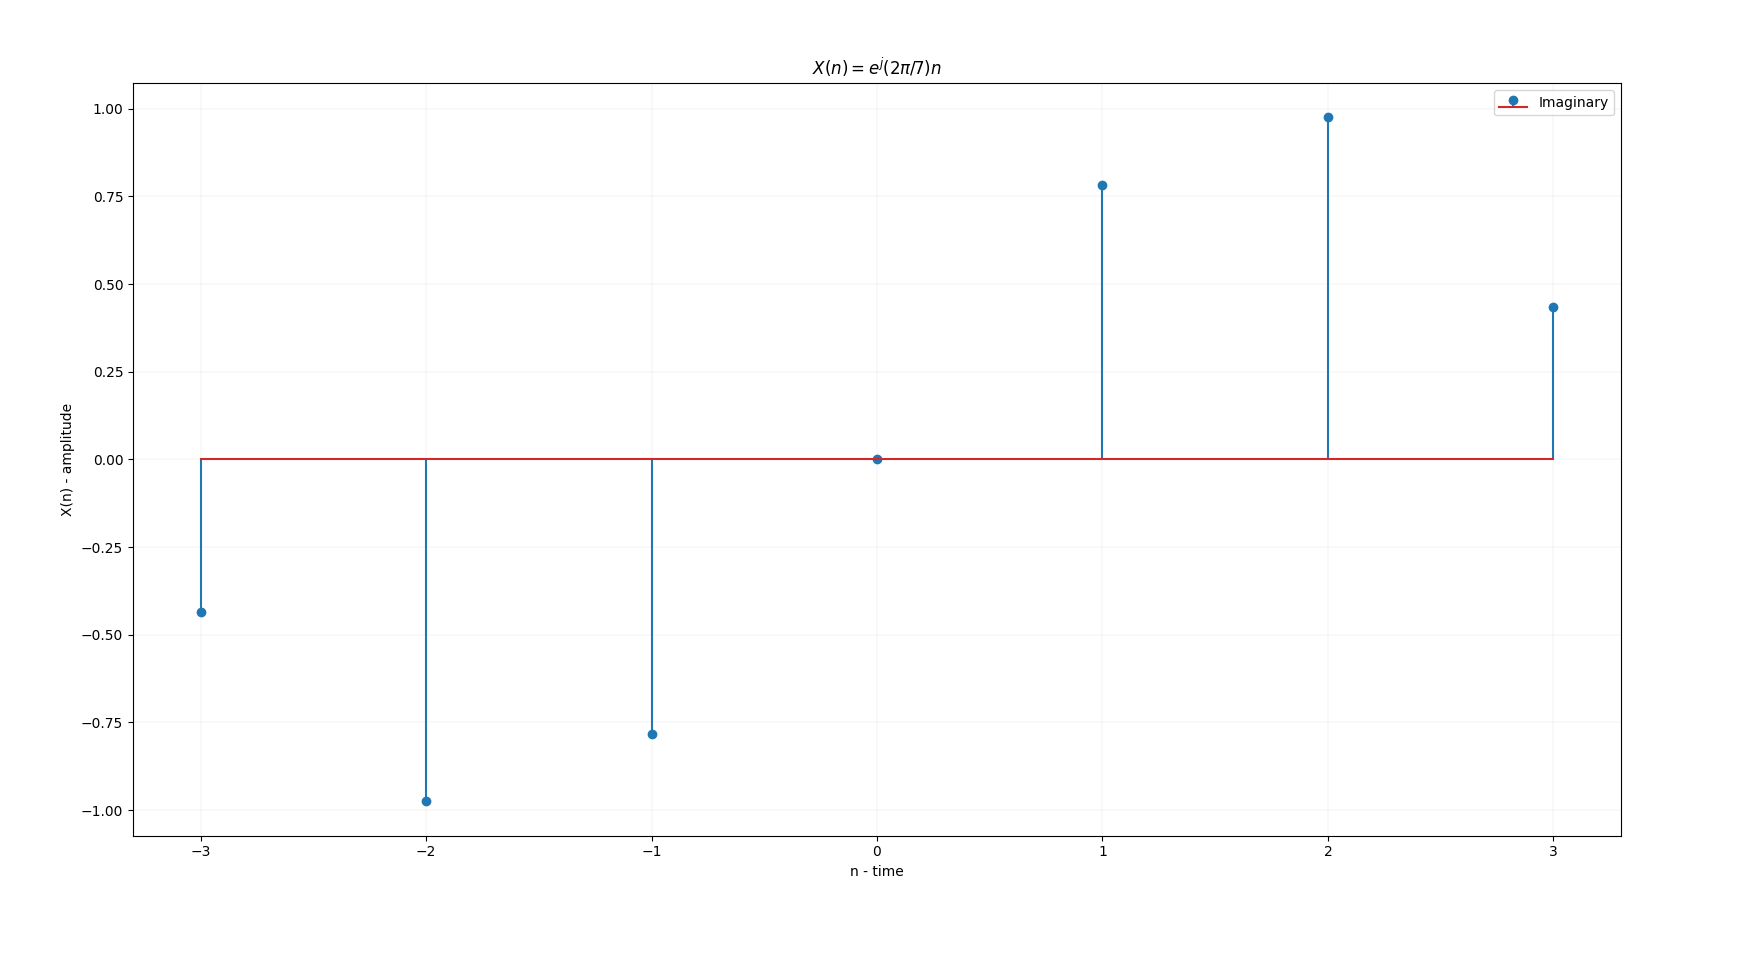 X(n) = e^j(2π/7)n
Imaginary
1.00
0.75
0.50
0.25
0.00
−0.25
−0.50
−0.75
−1.00
X(n) - amplitude
−3 −2 −1 0 1 2 3
n - time